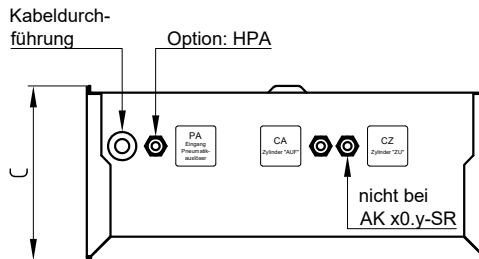 Kabeldurch-
führung
Option: HPA
PA
Eingang
Pneumatik-
auslöser
CA
Zylinder "AUF"
CZ
Zylinder "ZU"
C
nicht bei
AK x0.y-SR